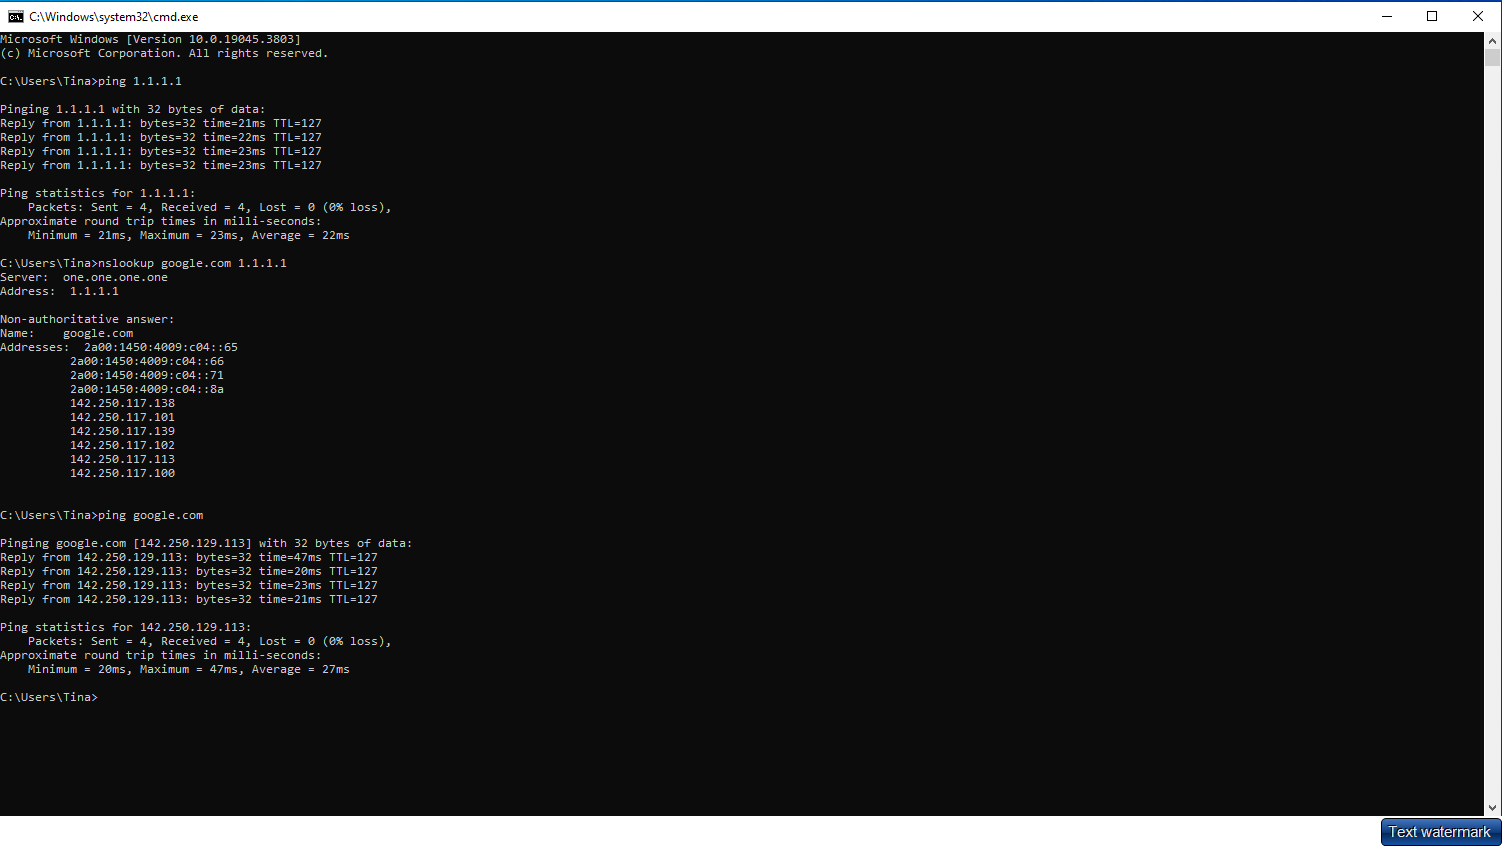 C:\Windows\system32\cmd.exe
Microsoft Windows [Version 10.0.19045.3803]
(c) Microsoft Corporation. All rights reserved.
C:\Users\Tina>ping 1.1.1.1
Pinging 1.1.1.1 with 32 bytes of data:
Reply from 1.1.1.1: bytes=32 time=21ms TTL=127
Reply from 1.1.1.1: bytes=32 time=22ms TTL=127
Reply from 1.1.1.1: bytes=32 time=23ms TTL=127
Reply from 1.1.1.1: bytes=32 time=23ms TTL=127
Ping statistics for 1.1.1.1:
    Packets: Sent = 4, Received = 4, Lost = 0 (0% loss),
Approximate round trip times in milli-seconds:
    Minimum = 21ms, Maximum = 23ms, Average = 22ms
C:\Users\Tina>nslookup google.com 1.1.1.1
Server:  one.one.one.one
Address:  1.1.1.1
Non-authoritative answer:
Name:    google.com
Addresses:  2a00:1450:4009:c04::65
          2a00:1450:4009:c04::66
          2a00:1450:4009:c04::71
          2a00:1450:4009:c04::8a
          142.250.117.138
          142.250.117.101
          142.250.117.139
          142.250.117.102
          142.250.117.113
          142.250.117.100
C:\Users\Tina>ping google.com
Pinging google.com [142.250.129.113] with 32 bytes of data:
Reply from 142.250.129.113: bytes=32 time=47ms TTL=127
Reply from 142.250.129.113: bytes=32 time=20ms TTL=127
Reply from 142.250.129.113: bytes=32 time=23ms TTL=127
Reply from 142.250.129.113: bytes=32 time=21ms TTL=127
Ping statistics for 142.250.129.113:
    Packets: Sent = 4, Received = 4, Lost = 0 (0% loss),
Approximate round trip times in milli-seconds:
    Minimum = 20ms, Maximum = 47ms, Average = 27ms
C:\Users\Tina>
Text watermark